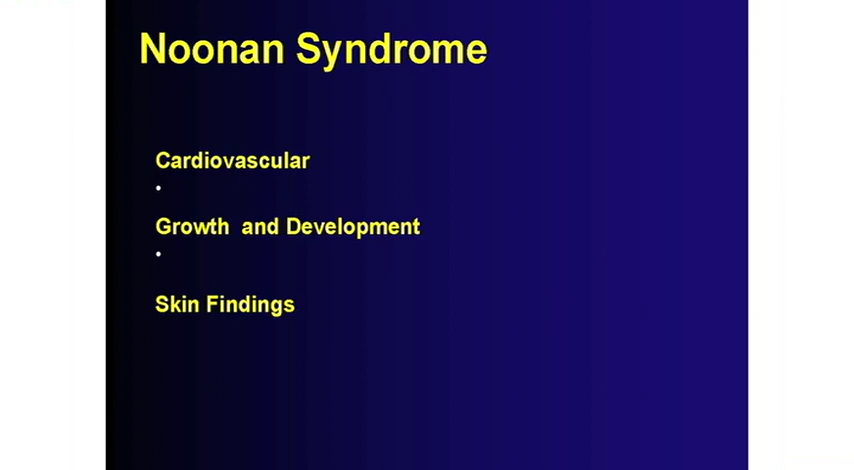 Noonan Syndrome
Cardiovascular
•
Growth and Development
•
Skin Findings